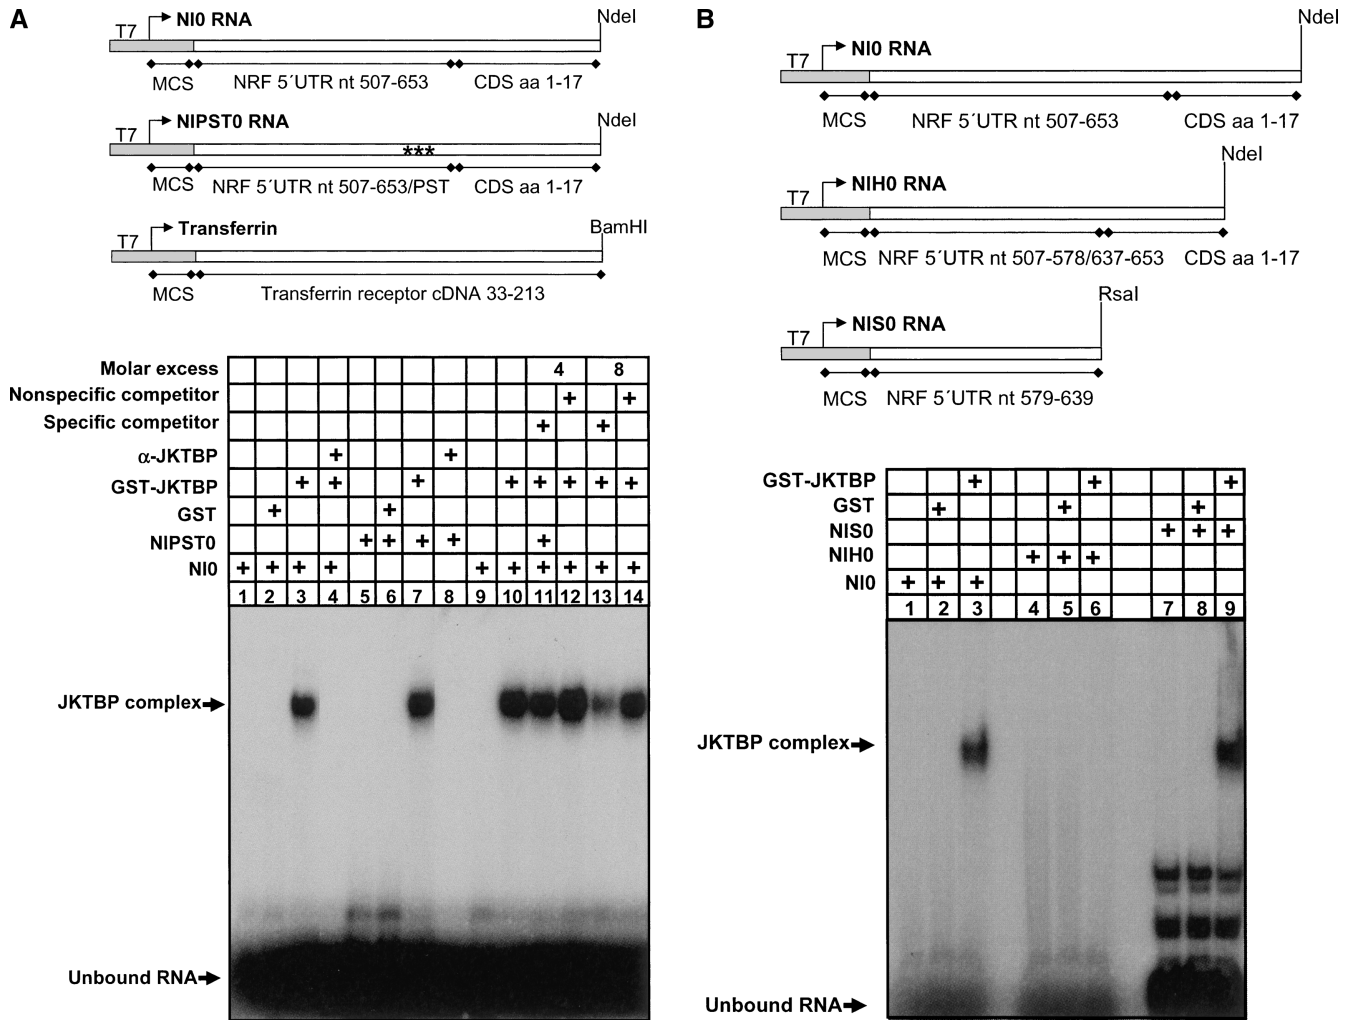 A
T7
NI0 RNA
NdeI
MCS
NRF 5´UTR nt 507-653
CDS aa 1-17
T7
NIPST0 RNA
NdeI
***
MCS
NRF 5´UTR nt 507-653/PST
CDS aa 1-17
T7
Transferrin
BamHI
MCS
Transferrin receptor cDNA 33-213
Molar excess 4 8
Nonspecific competitor + +
Specific competitor + +
α-JKTBP + +
GST-JKTBP + + + + + + + +
GST + +
NIPST0 + + + + +
NI0 + + + + + + + + + +
1 2 3 4 5 6 7 8 9 10 11 12 13 14
JKTBP complex
Unbound RNA
B
T7
NI0 RNA
NdeI
MCS
NRF 5´UTR nt 507-653
CDS aa 1-17
T7
NIH0 RNA
NdeI
MCS
NRF 5´UTR nt 507-578/637-653
CDS aa 1-17
T7
NIS0 RNA
RsaI
MCS
NRF 5´UTR nt 579-639
GST-JKTBP + + +
GST + + +
NIS0 + + +
NIH0 + + +
NI0 + + +
1 2 3 4 5 6 7 8 9
JKTBP complex
Unbound RNA